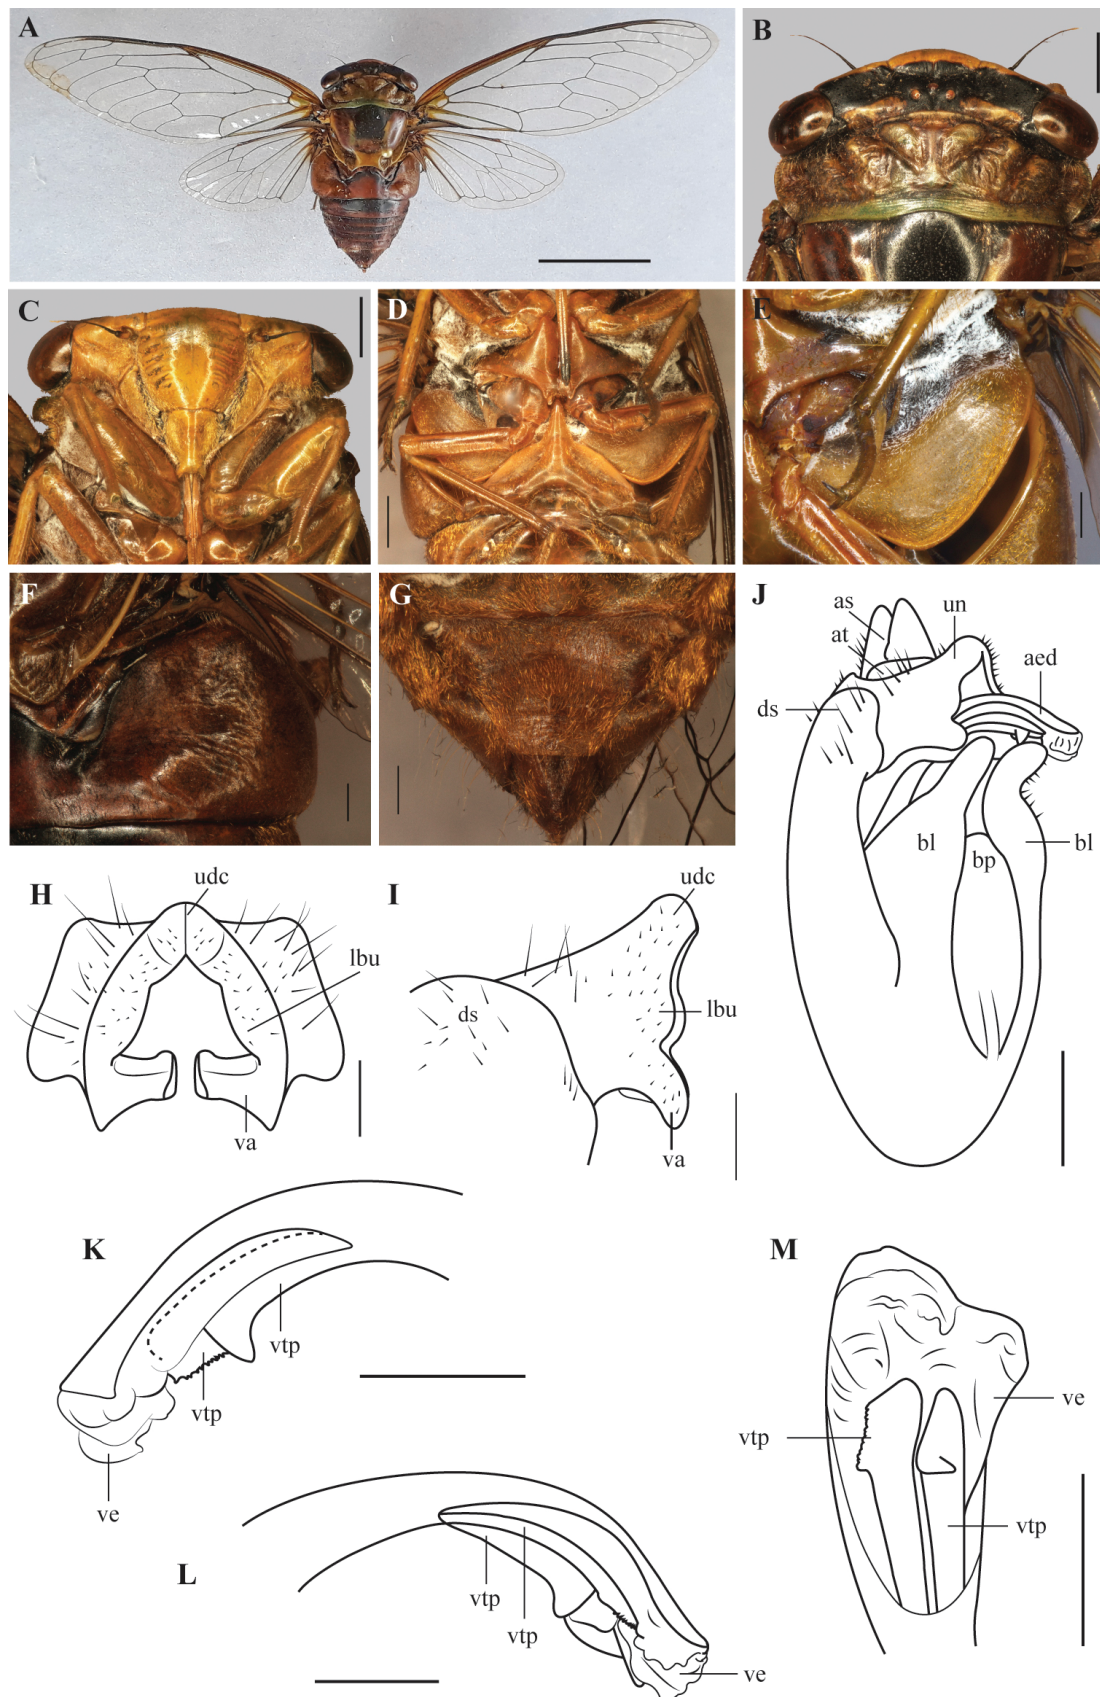 A
B
C
D
E
F
G
J
as
un
at
aed
ds
bl
bp
bl
H
udc
I
udc
lbu
ds
lbu
va
va
K
vtp
vtp
ve
M
ve
vtp
vtp
L
vtp
vtp
ve